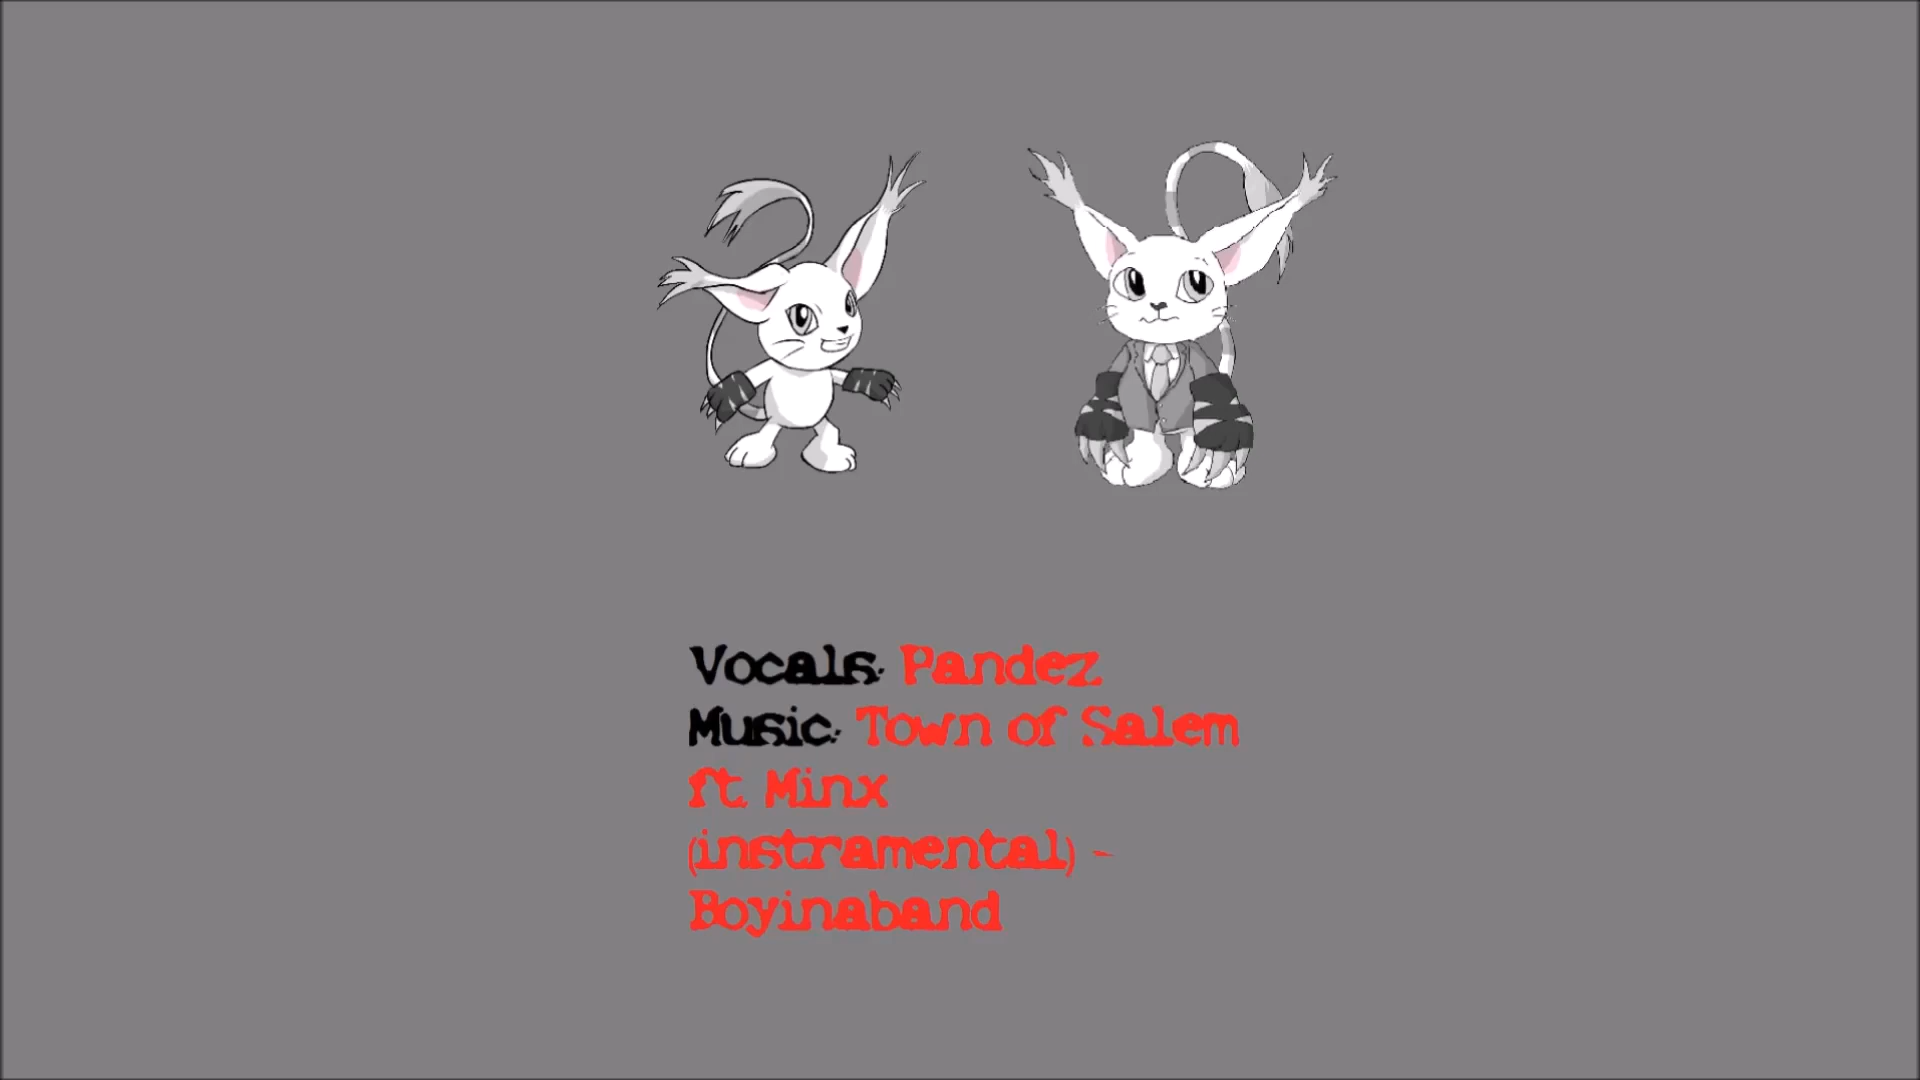 Vocals: Pandez
Music: Town of Salem
ft Minx
(instramental) -
Boyinaband